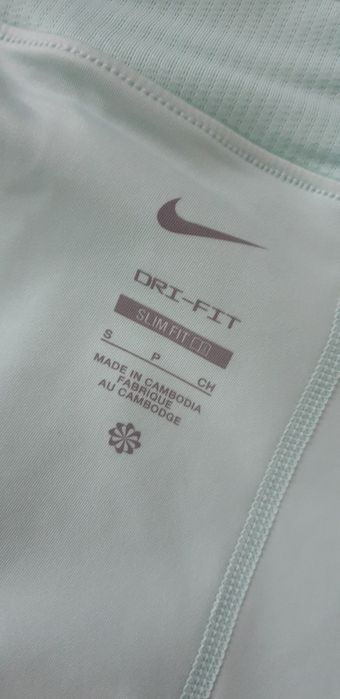 DRI-FIT
SLIM FIT
S P CH
MADE IN CAMBODIA
FABRIQUE
AU CAMBODGE